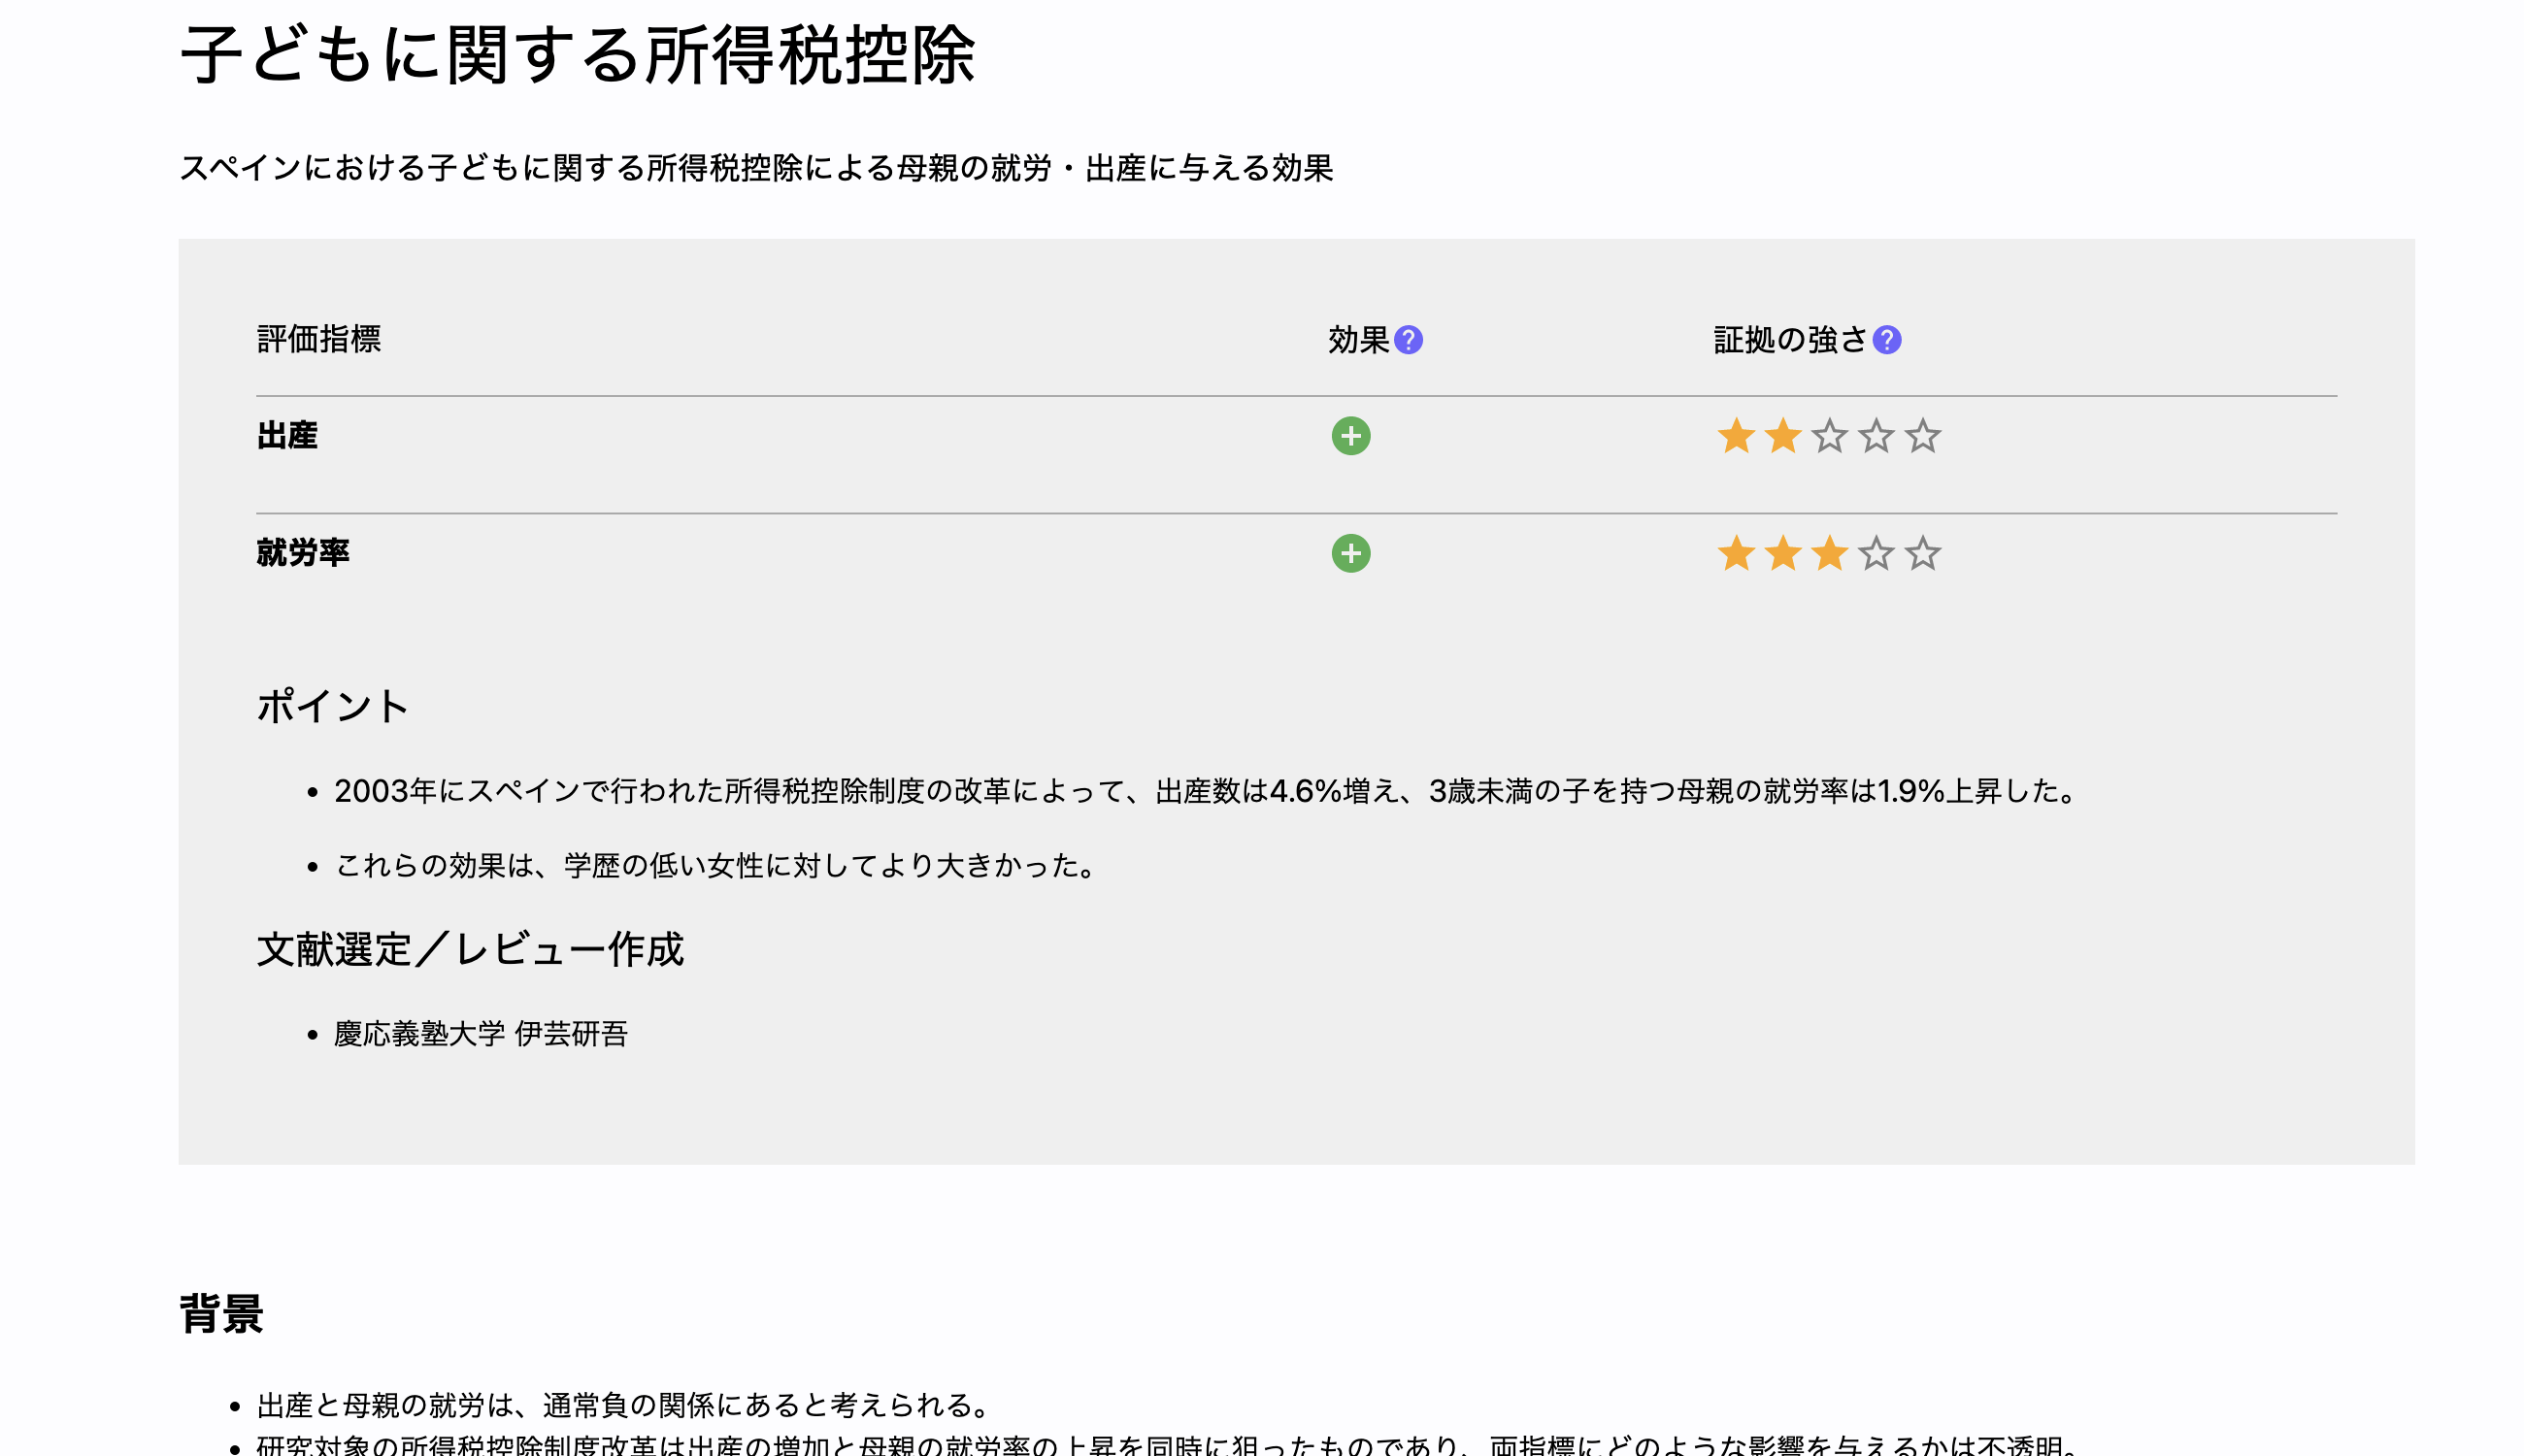 子どもに関する所得税控除
スペインにおける子どもに関する所得税控除による母親の就労・出産に与える効果
評価指標 効果? 証拠の強さ?
出産
就労率
ポイント
• 2003年にスペインで行われた所得税控除制度の改革によって、出産数は4.6%増え、3歳未満の子を持つ母親の就労率は1.9%上昇した。
• これらの効果は、学歴の低い女性に対してより大きかった。
文献選定／レビュー作成
• 慶応義塾大学 伊芸研吾
背景
• 出産と母親の就労は、通常負の関係にあると考えられる。
• 研究対象の所得税控除制度改革は出産の増加と母親の就労率の上昇を同時に狙ったものであり、両指標にどのような影響を与えるかは不透明。